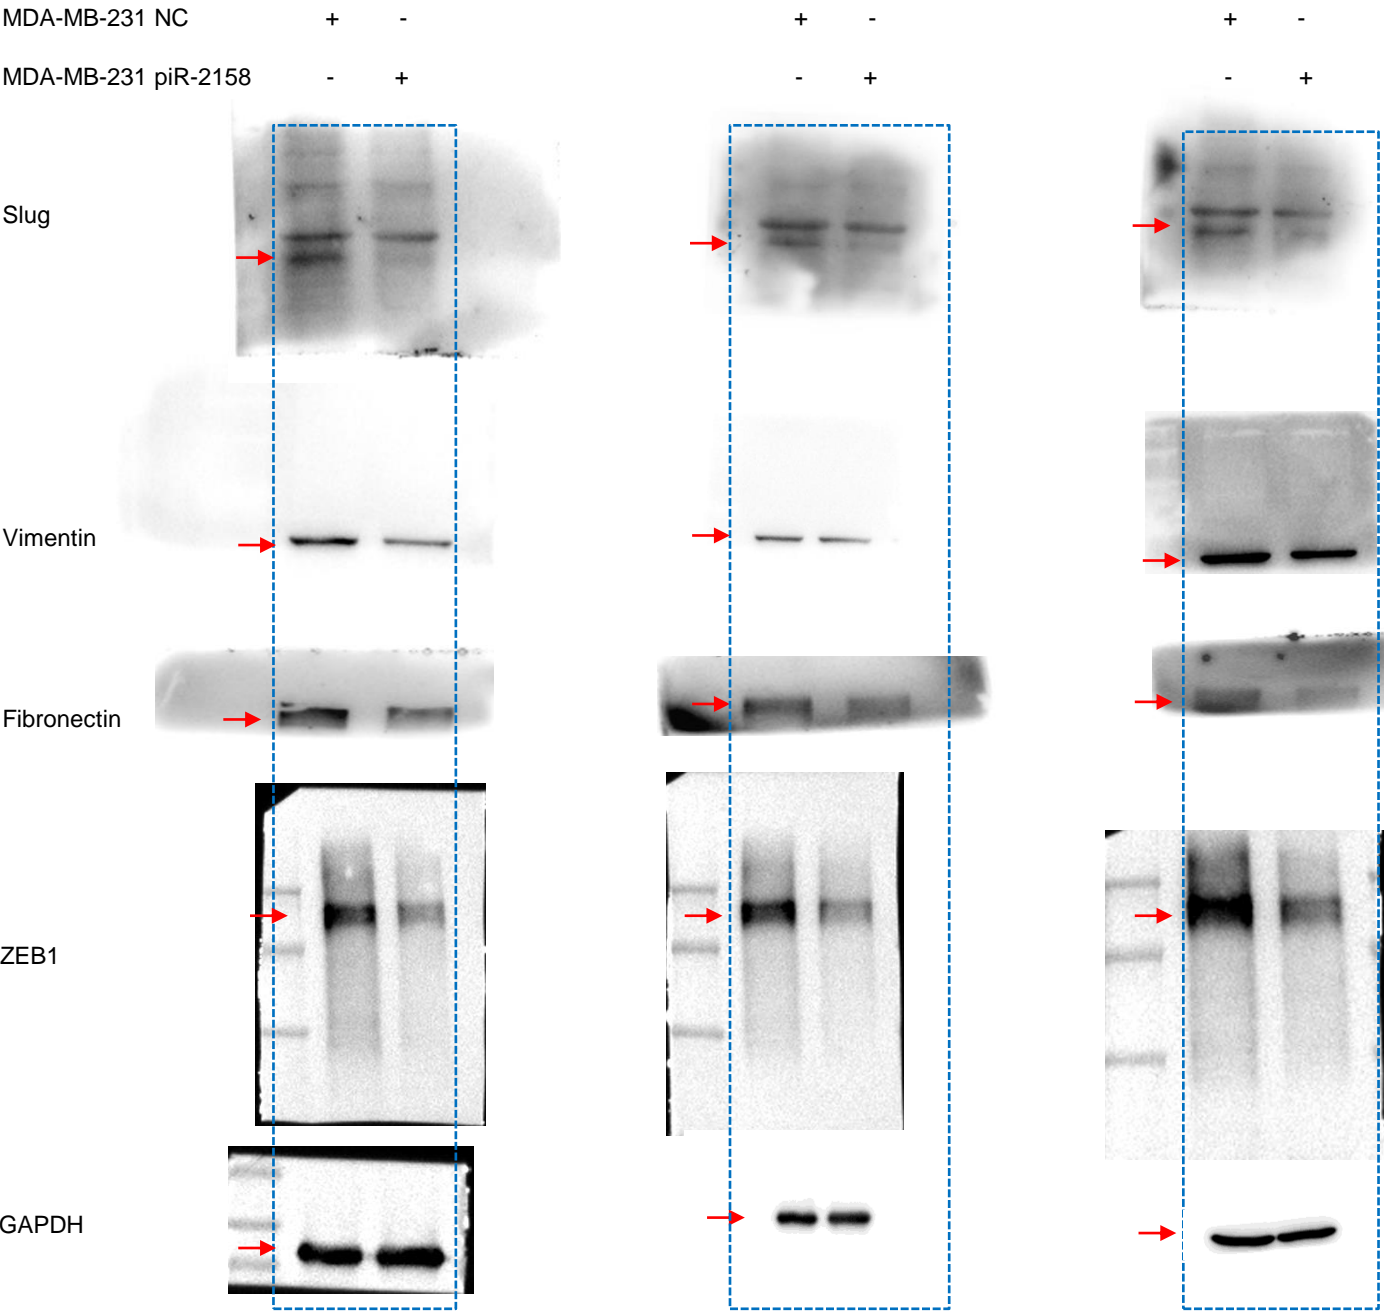 MDA-MB-231 NC + - + - + -
MDA-MB-231 piR-2158 - + - + - +
Slug
Vimentin
Fibronectin
ZEB1
GAPDH